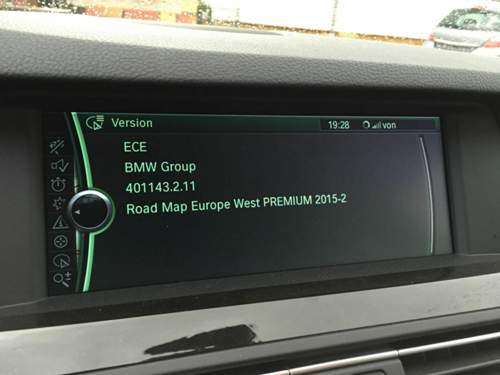 Version
19:28
von
ECE
BMW Group
401143.2.11
Road Map Europe West PREMIUM 2015-2